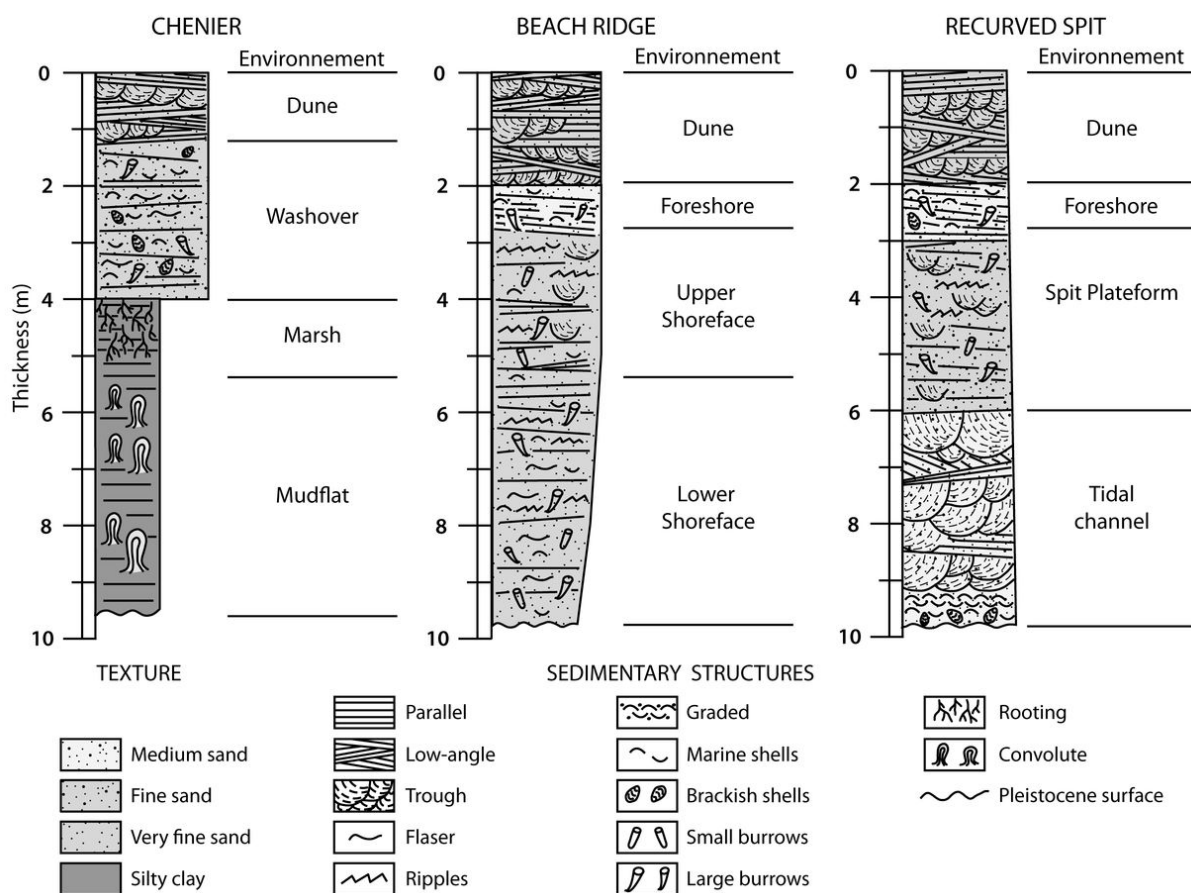 CHENIER
BEACH RIDGE
RECURVED SPIT
Environnement
Environnement
Environnement
Thickness (m)
0
2
4
6
8
10
Dune
Washover
Marsh
Mudflat
0
2
4
6
8
10
Dune
Foreshore
Upper
Shoreface
Lower
Shoreface
0
2
4
6
8
10
Dune
Foreshore
Spit Plateform
Tidal
channel
TEXTURE
Medium sand
Fine sand
Very fine sand
Silty clay
SEDIMENTARY STRUCTURES
Parallel
Low-angle
Trough
Flaser
Ripples
Graded
Marine shells
Brackish shells
Small burrows
Large burrows
Rooting
Convolute
Pleistocene surface